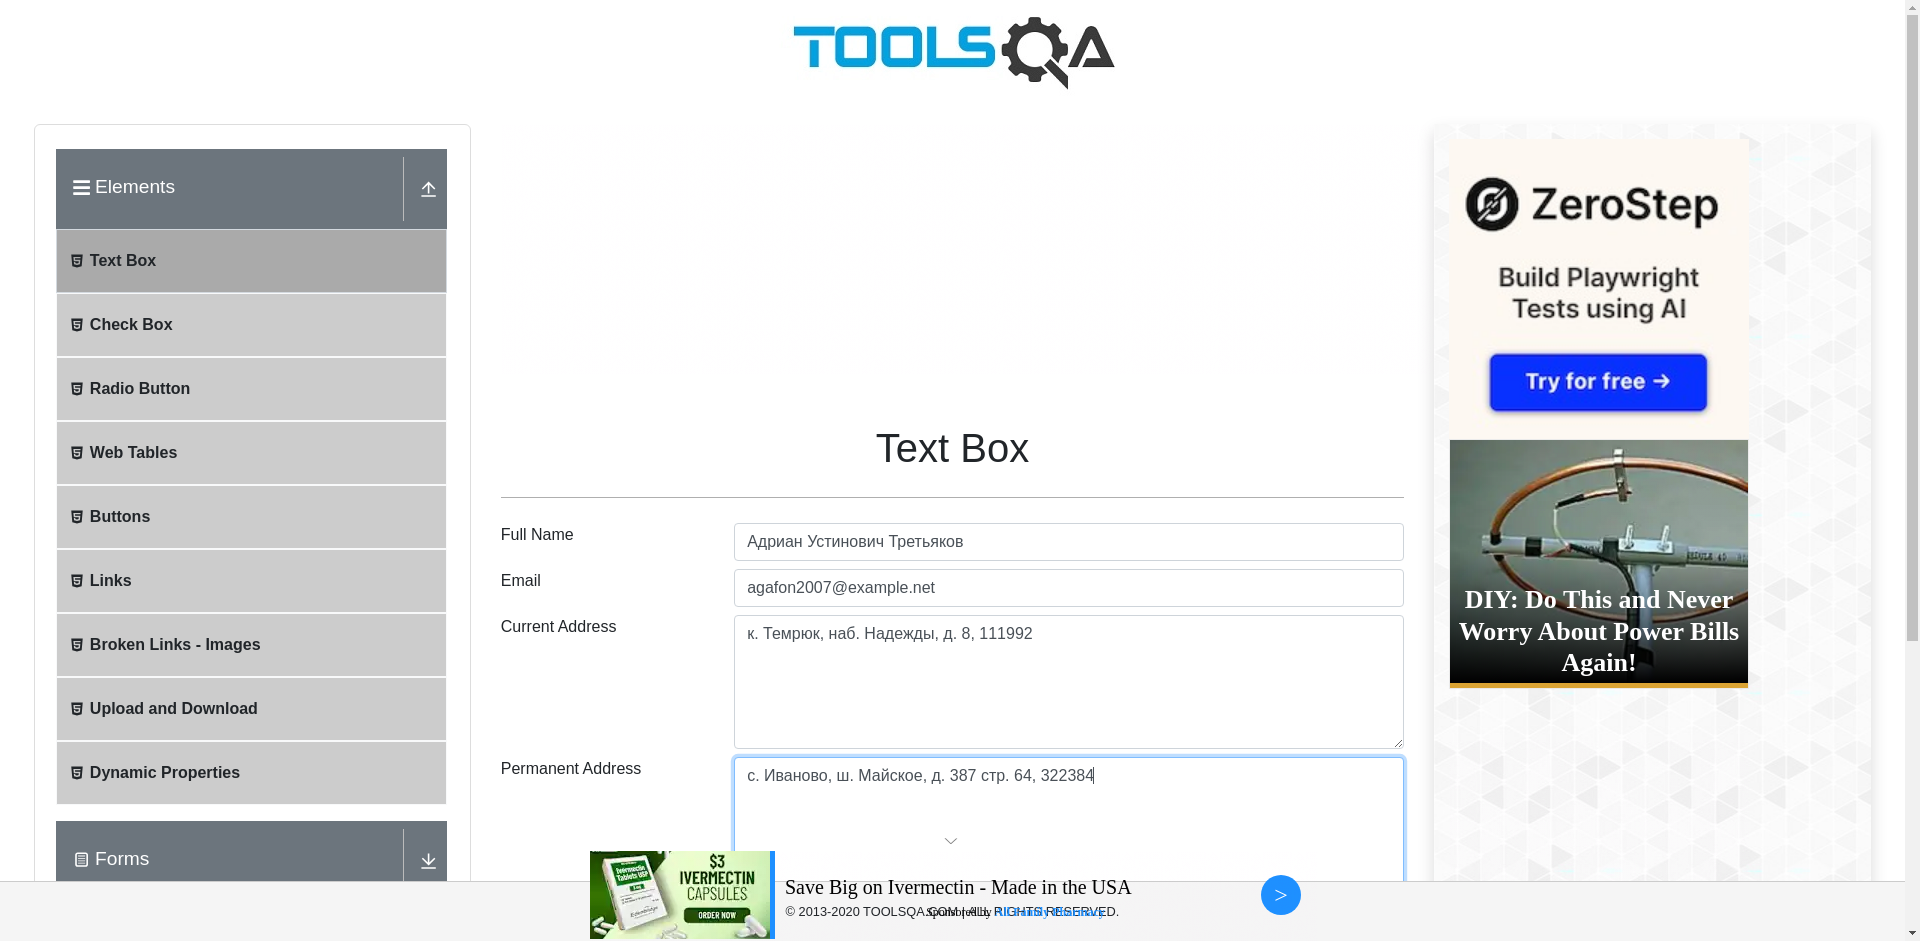 TOOLSQA
Elements
Text Box
Check Box
Radio Button
Web Tables
Buttons
Links
Broken Links - Images
Upload and Download
Dynamic Properties
Forms
Text Box
Full Name
Адриан Устинович Третьяков
Email
agafon2007@example.net
Current Address
к. Темрюк, наб. Надежды, д. 8, 111992
Permanent Address
с. Иваново, ш. Майское, д. 387 стр. 64, 322384
ZeroStep
Build Playwright
Tests using AI
Try for free →
DIY: Do This and Never
Worry About Power Bills
Again!
$3
IVERMECTIN
CAPSULES
ORDER NOW
Save Big on Ivermectin - Made in the USA
>
© 2013-2020 TOOLSQA.COM | ALL RIGHTS RESERVED.